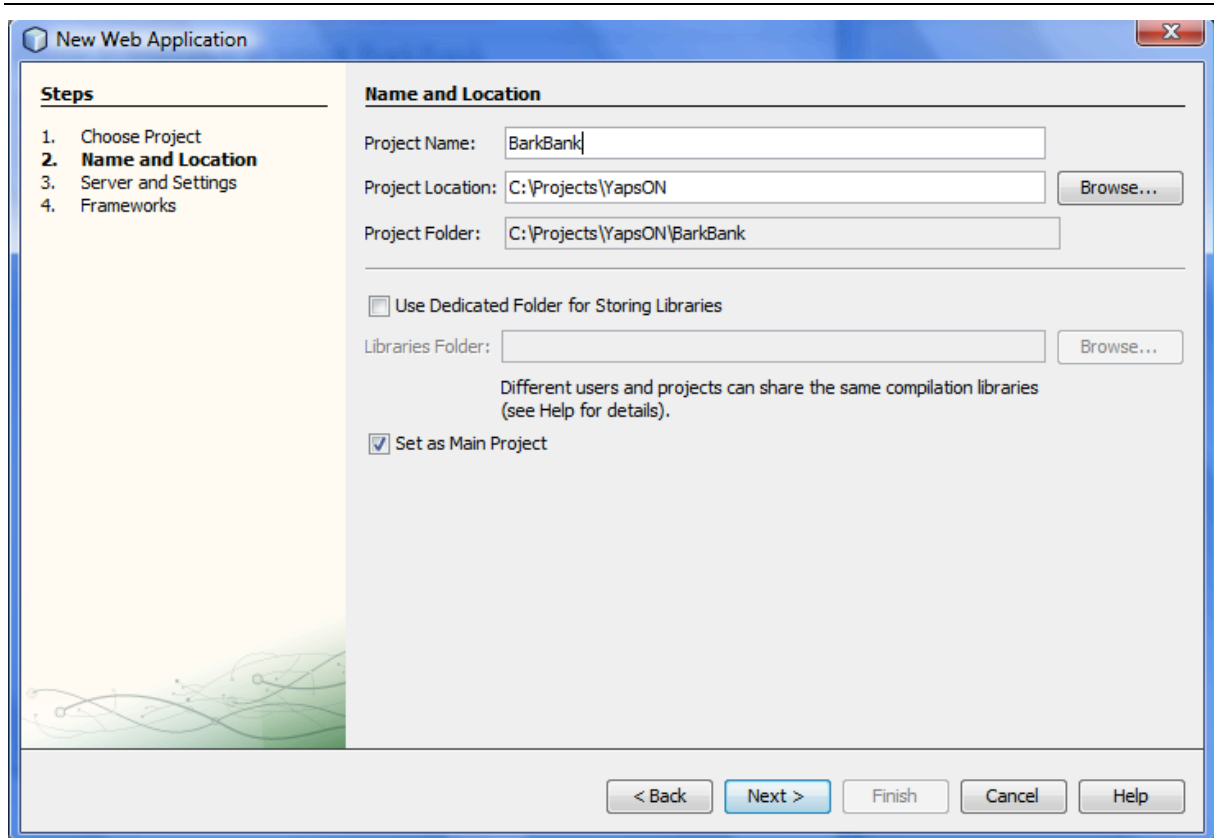 New Web Application
Steps
1. Choose Project
2. Name and Location
3. Server and Settings
4. Frameworks
Name and Location
Project Name: BarkBank
Project Location: C:\Projects\YapsON Browse...
Project Folder: C:\Projects\YapsON\BarkBank
Use Dedicated Folder for Storing Libraries
Libraries Folder: Browse...
Different users and projects can share the same compilation libraries
(see Help for details).
Set as Main Project
< Back Next > Finish Cancel Help